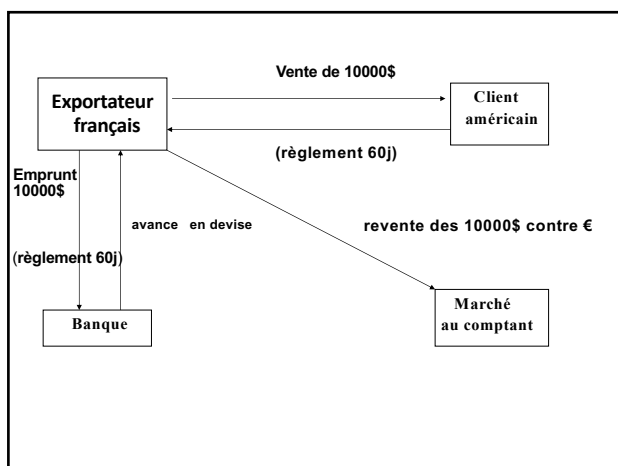 Vente de 10000$
Exportateur
français
Client
américain
(règlement 60j)
Emprunt
10000$
avance en devise
revente des 10000$ contre €
(règlement 60j)
Banque
Marché
au comptant